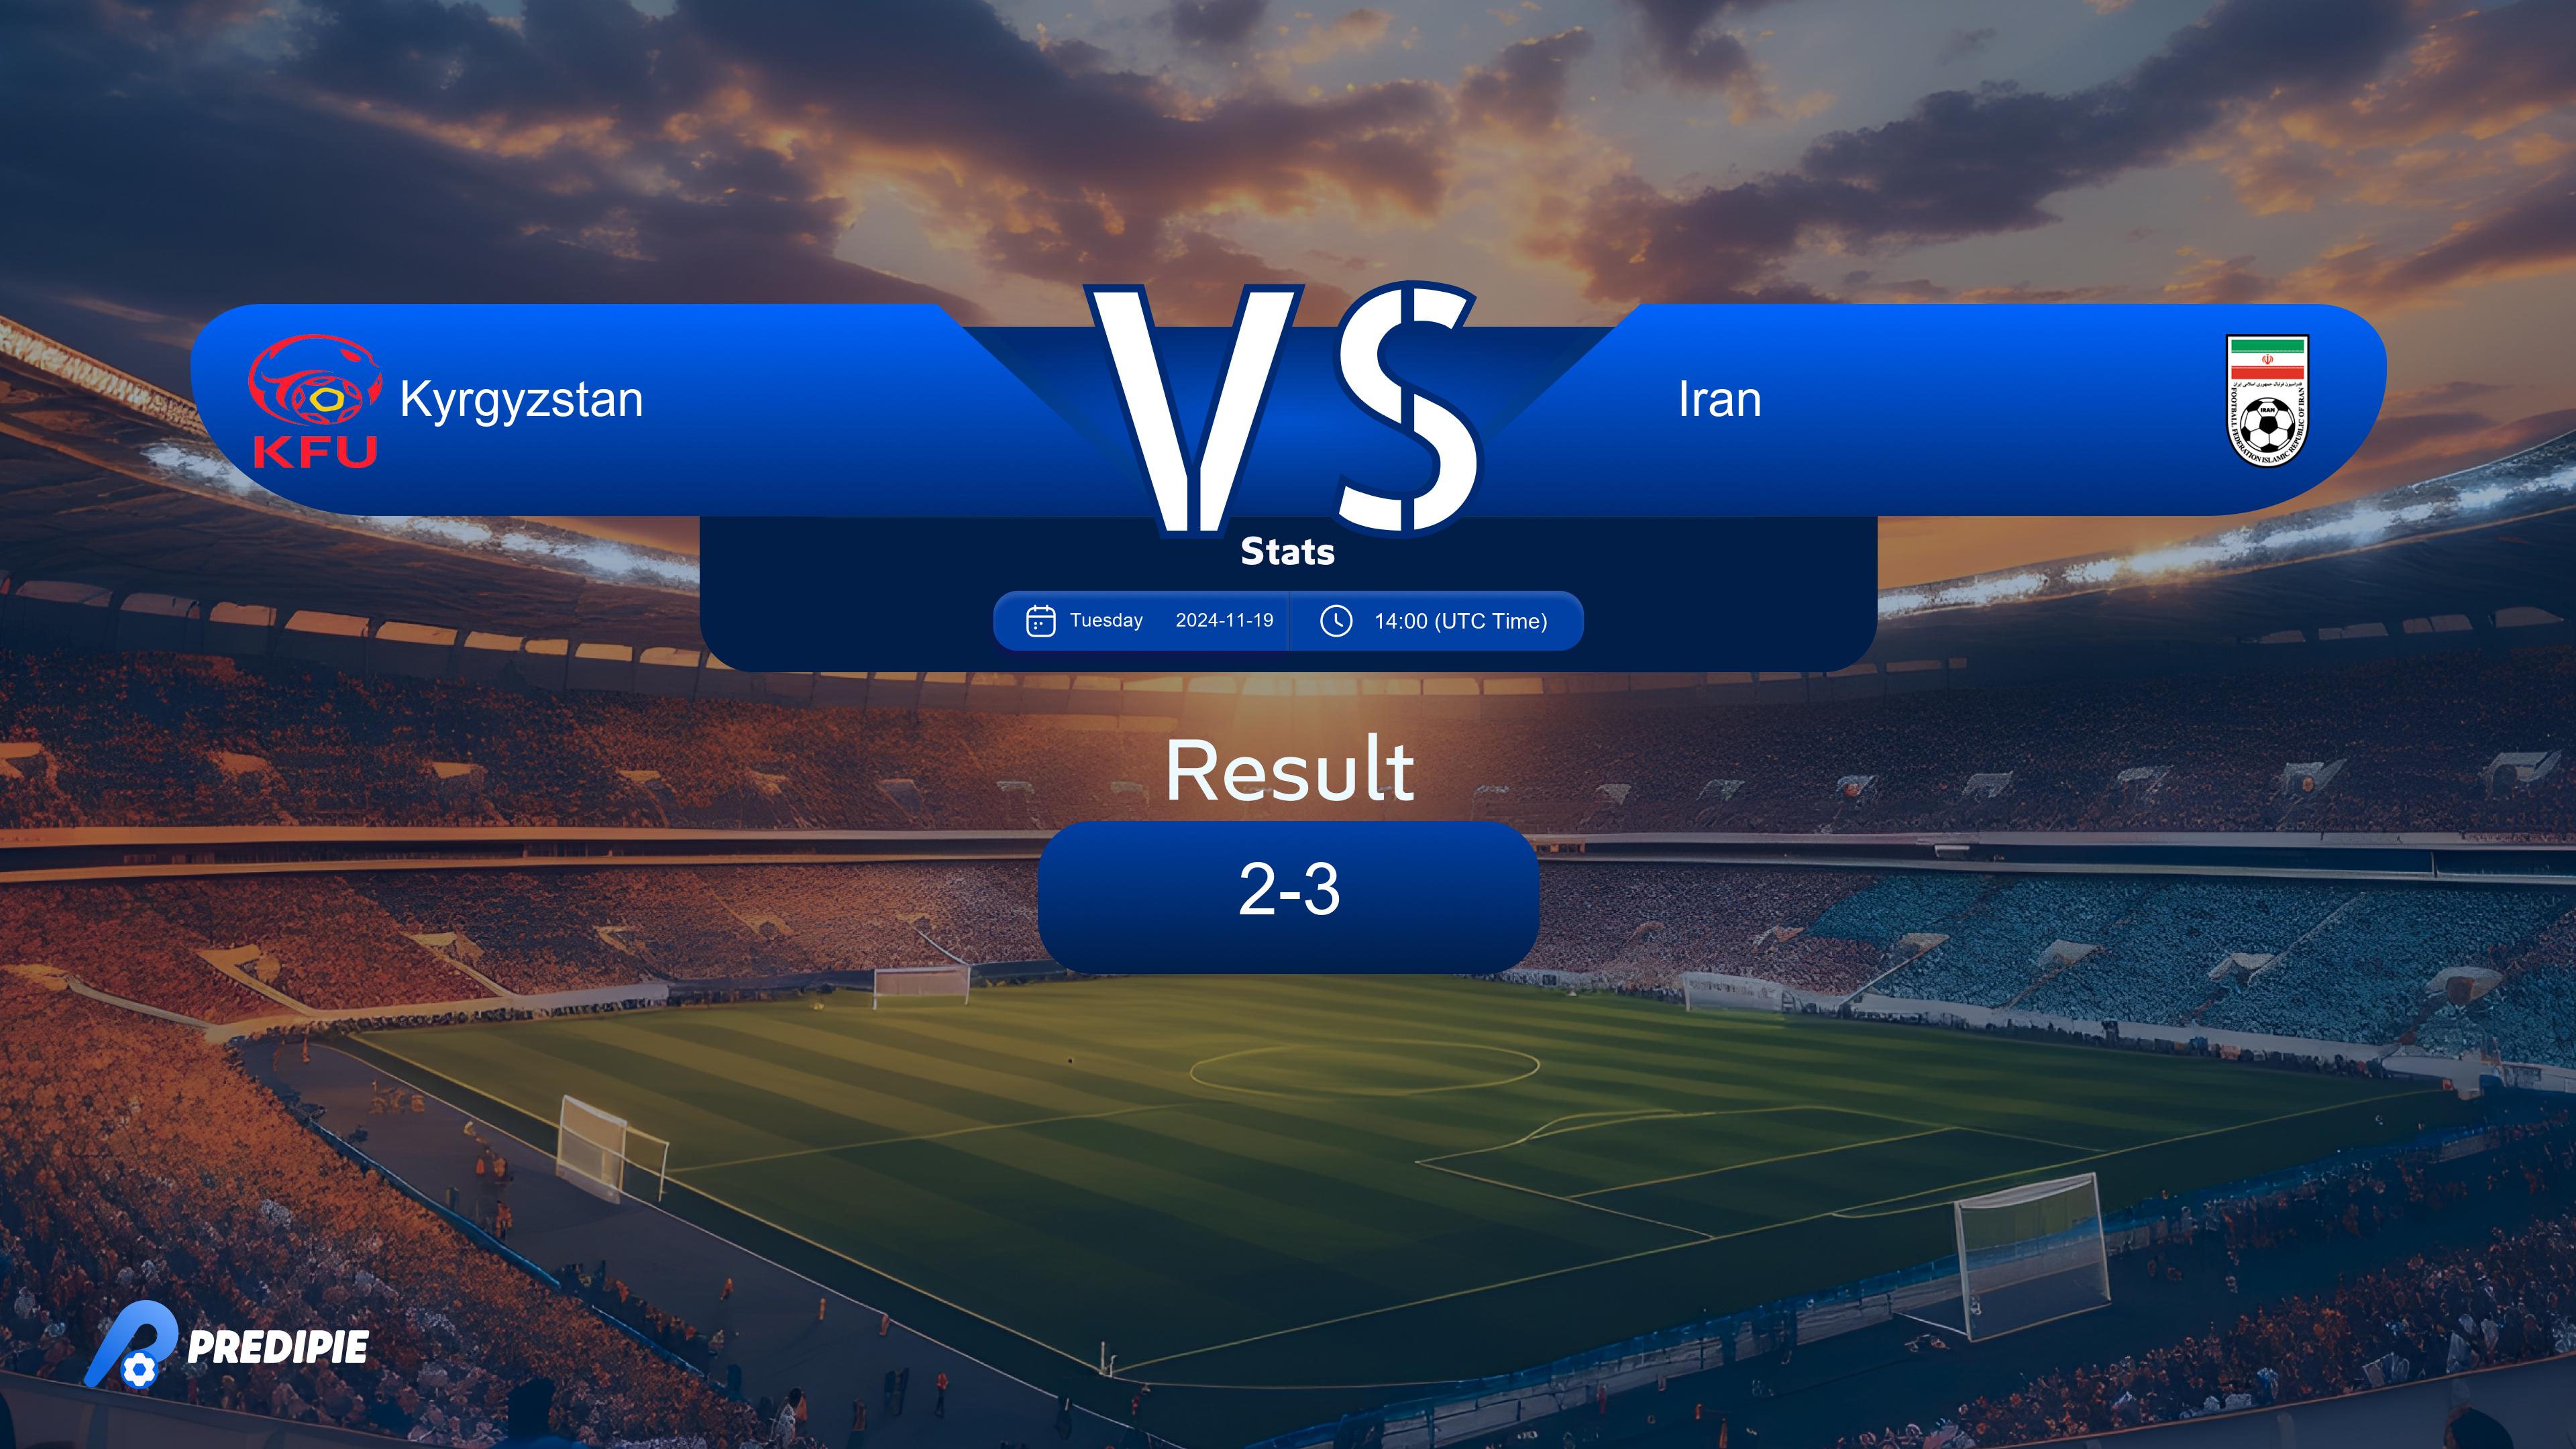 VS
Kyrgyzstan
KFU
Iran
IRAN
FOOTBALL FEDERATION ISLAMIC REPUBLIC OF IRAN
Stats
Tuesday 2024-11-19 14:00 (UTC Time)
Result
2-3
PREDIPIE